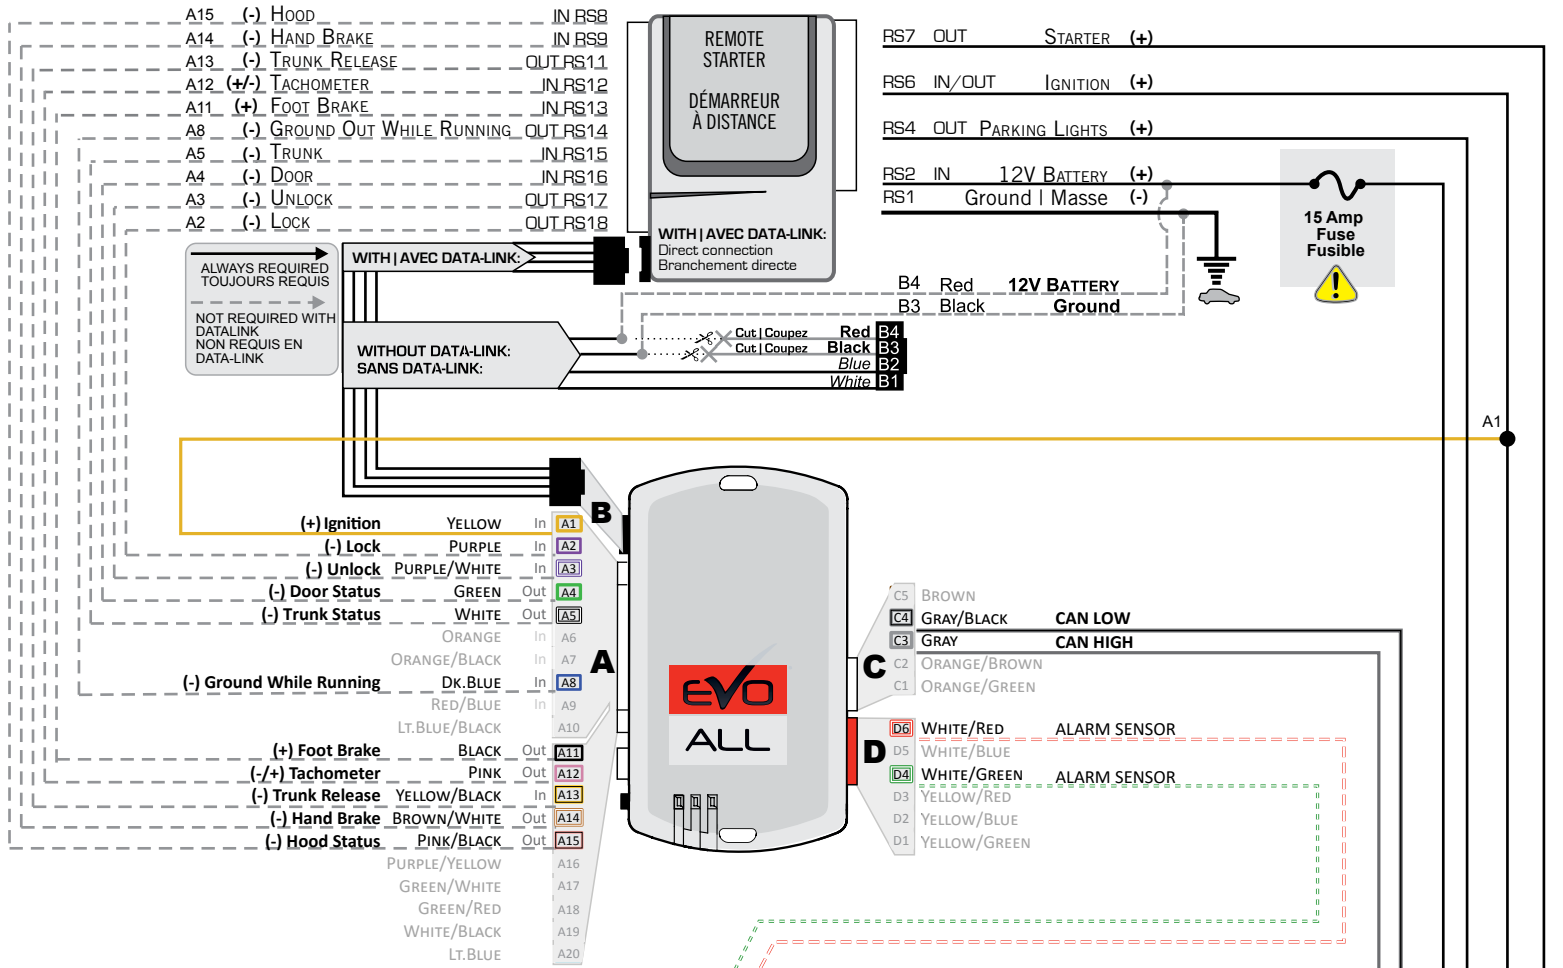 A15 (-) Hood IN RS8
A14 (-) Hand Brake IN RS9
A13 (-) Trunk Release OUT RS11
A12 (+/-) Tachometer IN RS12
A11 (+) Foot Brake IN RS13
A8 (-) Ground Out While Running OUT RS14
A5 (-) Trunk IN RS15
A4 (-) Door IN RS16
A3 (-) Unlock OUT RS17
A2 (-) Lock OUT RS18
REMOTE
STARTER
DÉMARREUR
À DISTANCE
WITH | AVEC DATA-LINK:
Direct connection
Branchement directe
RS7 OUT Starter (+)
RS6 IN/OUT Ignition (+)
RS4 OUT Parking Lights (+)
RS2 IN 12V Battery (+)
RS1 Ground | Masse (-)
15 Amp
Fuse
Fusible
ALWAYS REQUIRED
TOUJOURS REQUIS
NOT REQUIRED WITH
DATALINK
NON REQUIS EN
DATA-LINK
WITH | AVEC DATA-LINK:
B4 Red 12V Battery
B3 Black Ground
WITHOUT DATA-LINK:
SANS DATA-LINK:
Cut | Coupez Red B4
Cut | Coupez Black B3
Blue B2
White B1
A1
B
(+) Ignition Yellow In A1
(-) Lock Purple In A2
(-) Unlock Purple/White In A3
(-) Door Status Green Out A4
(-) Trunk Status White Out A5
Orange In A6
Orange/Black In A7
A
(-) Ground While Running Dk.Blue In A8
Red/Blue In A9
Lt.Blue/Black A10
(+) Foot Brake Black Out A11
(-/+) Tachometer Pink Out A12
(-) Trunk Release Yellow/Black In A13
(-) Hand Brake Brown/White Out A14
(-) Hood Status Pink/Black Out A15
Purple/Yellow A16
Green/White A17
Green/Red A18
White/Black A19
Lt.Blue A20
EVO
ALL
C5 Brown
C4 Gray/Black CAN LOW
C3 Gray CAN HIGH
C
C2 Orange/Brown
C1 Orange/Green
D6 White/Red ALARM SENSOR
D
D5 White/Blue
D4 White/Green ALARM SENSOR
D3 Yellow/Red
D2 Yellow/Blue
D1 Yellow/Green